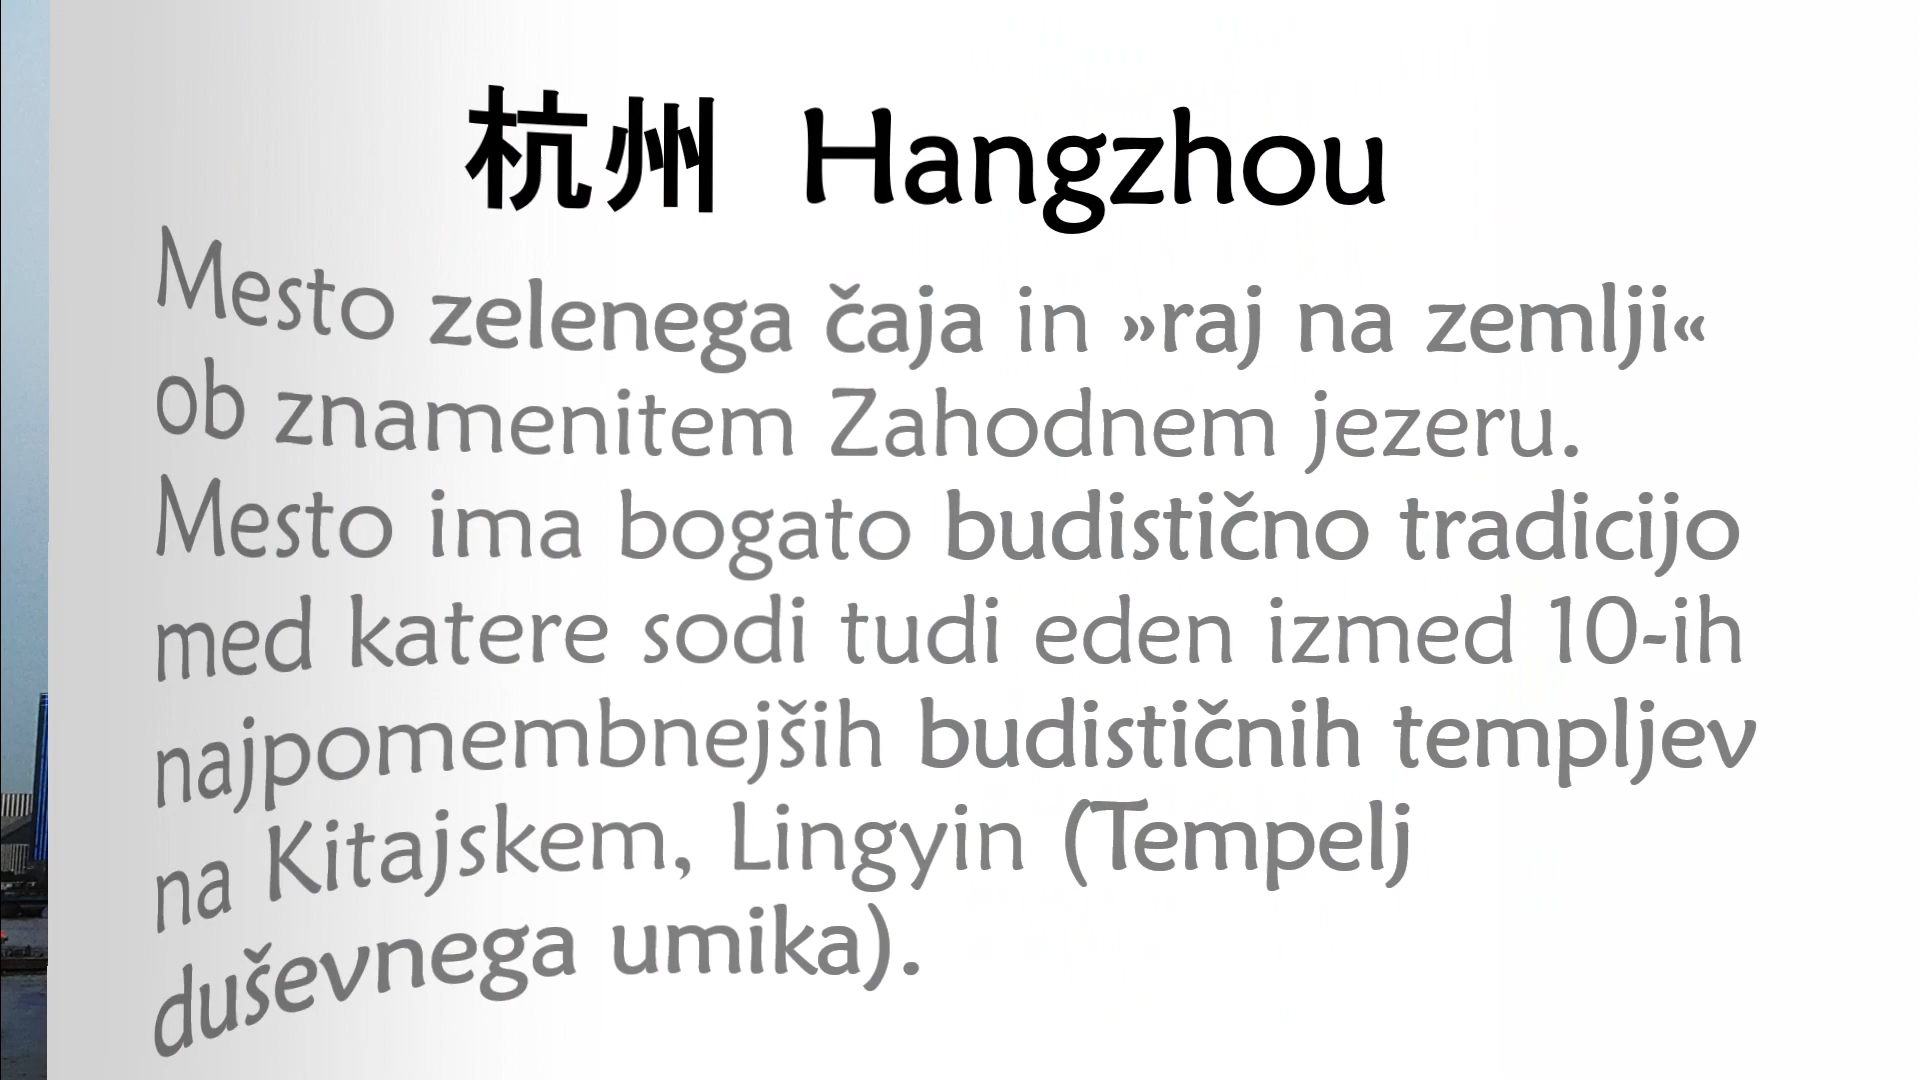 杭州 Hangzhou
Mesto zelenega čaja in »raj na zemlji«
ob znamenitem Zahodnem jezeru.
Mesto ima bogato budistično tradicijo
med katere sodi tudi eden izmed 10-ih
najpomembnejših budističnih templjev
na Kitajskem, Lingyin (Tempelj
duševnega umika).